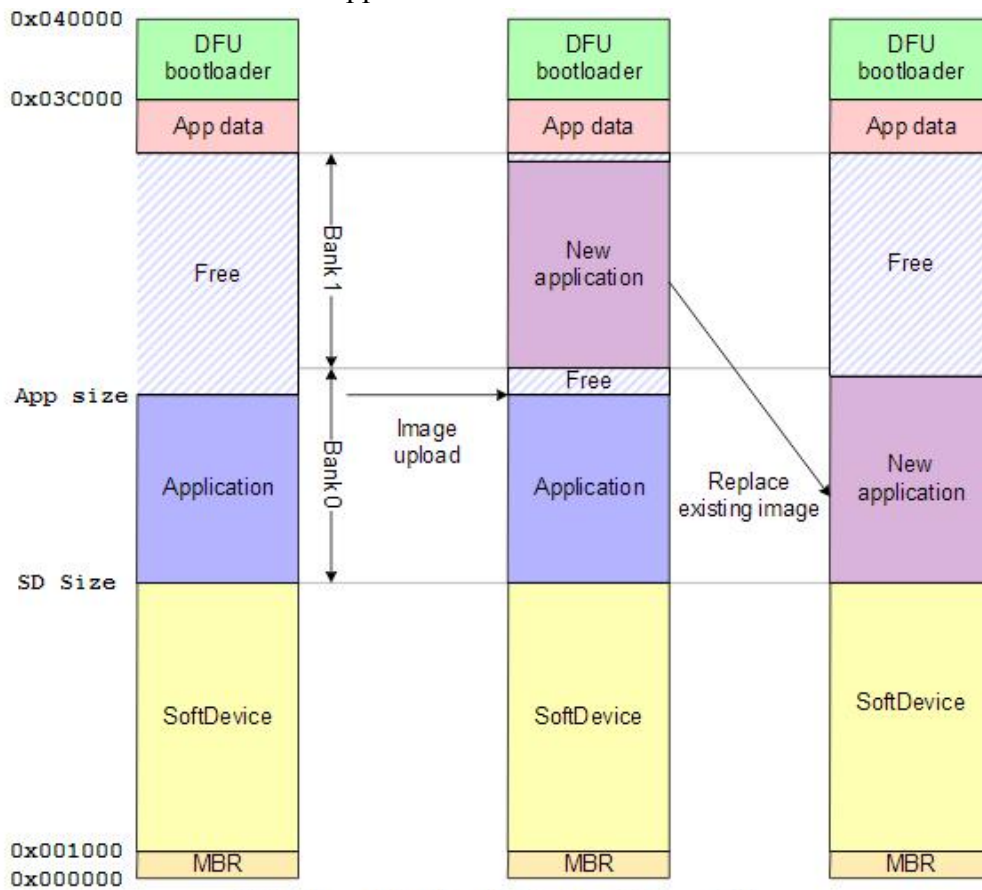 0x040000
DFU
bootloader
DFU
bootloader
DFU
bootloader
0x03C000
App data
App data
App data
Bank 1
Free
New
application
Free
Free
App size
Image
upload
Bank 0
Application
Application
Replace
existing image
New
application
SD Size
SoftDevice
SoftDevice
SoftDevice
0x001000
MBR
MBR
MBR
0x000000